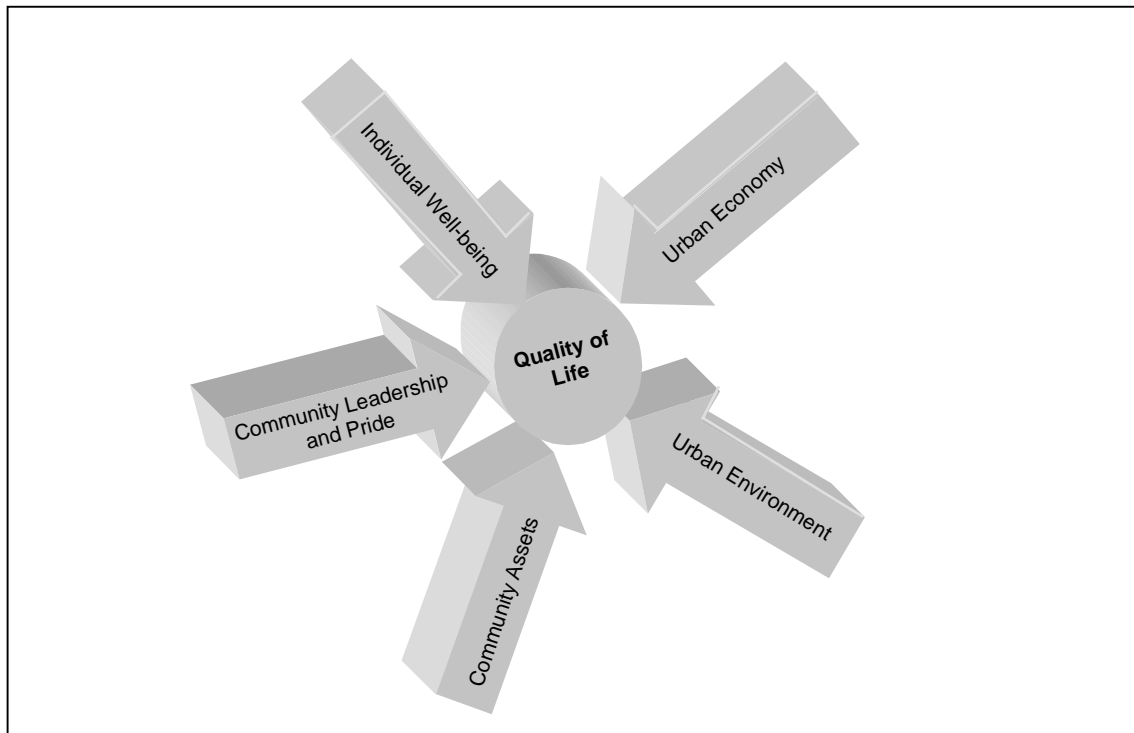 Individual Well-being
Urban Economy
Quality of
Life
Community Leadership
and Pride
Urban Environment
Community Assets